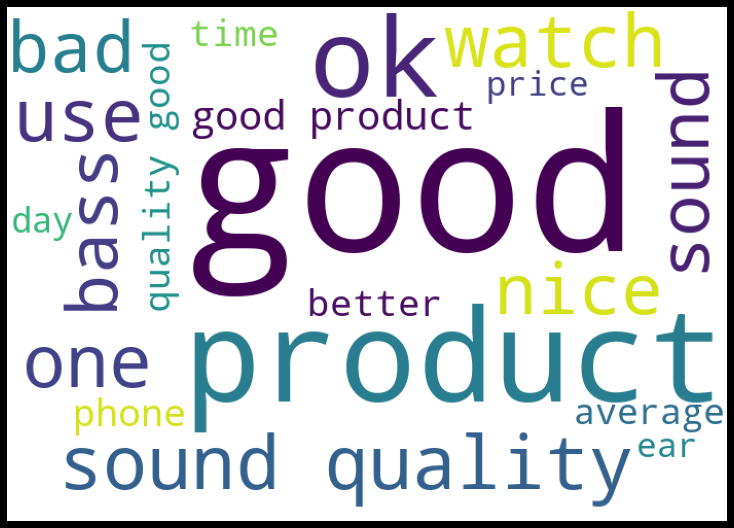 bad
time
ok
watch
price
use
quality good
good product
sound
good
bass
day
better
nice
one
product
phone
average
sound quality
ear